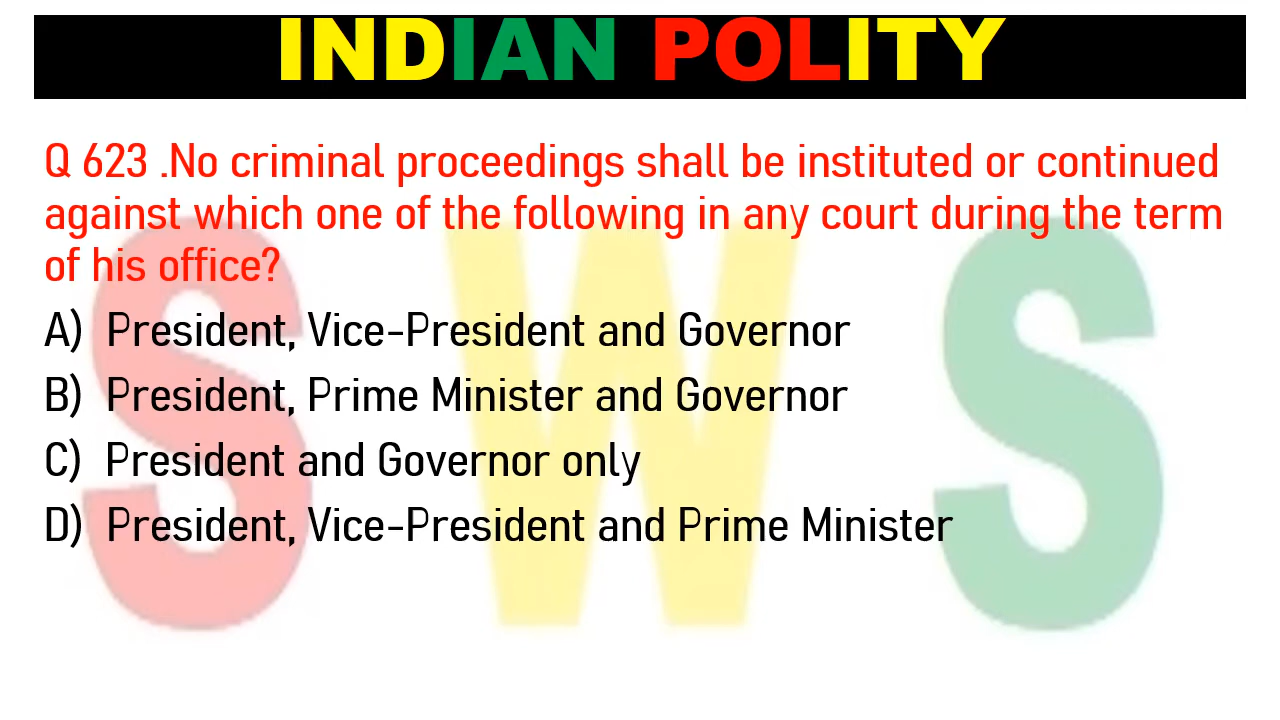 INDIAN POLITY
Q 623 .No criminal proceedings shall be instituted or continued
against which one of the following in any court during the term
of his office?
A) President, Vice-President and Governor
B) President, Prime Minister and Governor
C) President and Governor only
D) President, Vice-President and Prime Minister
S W S